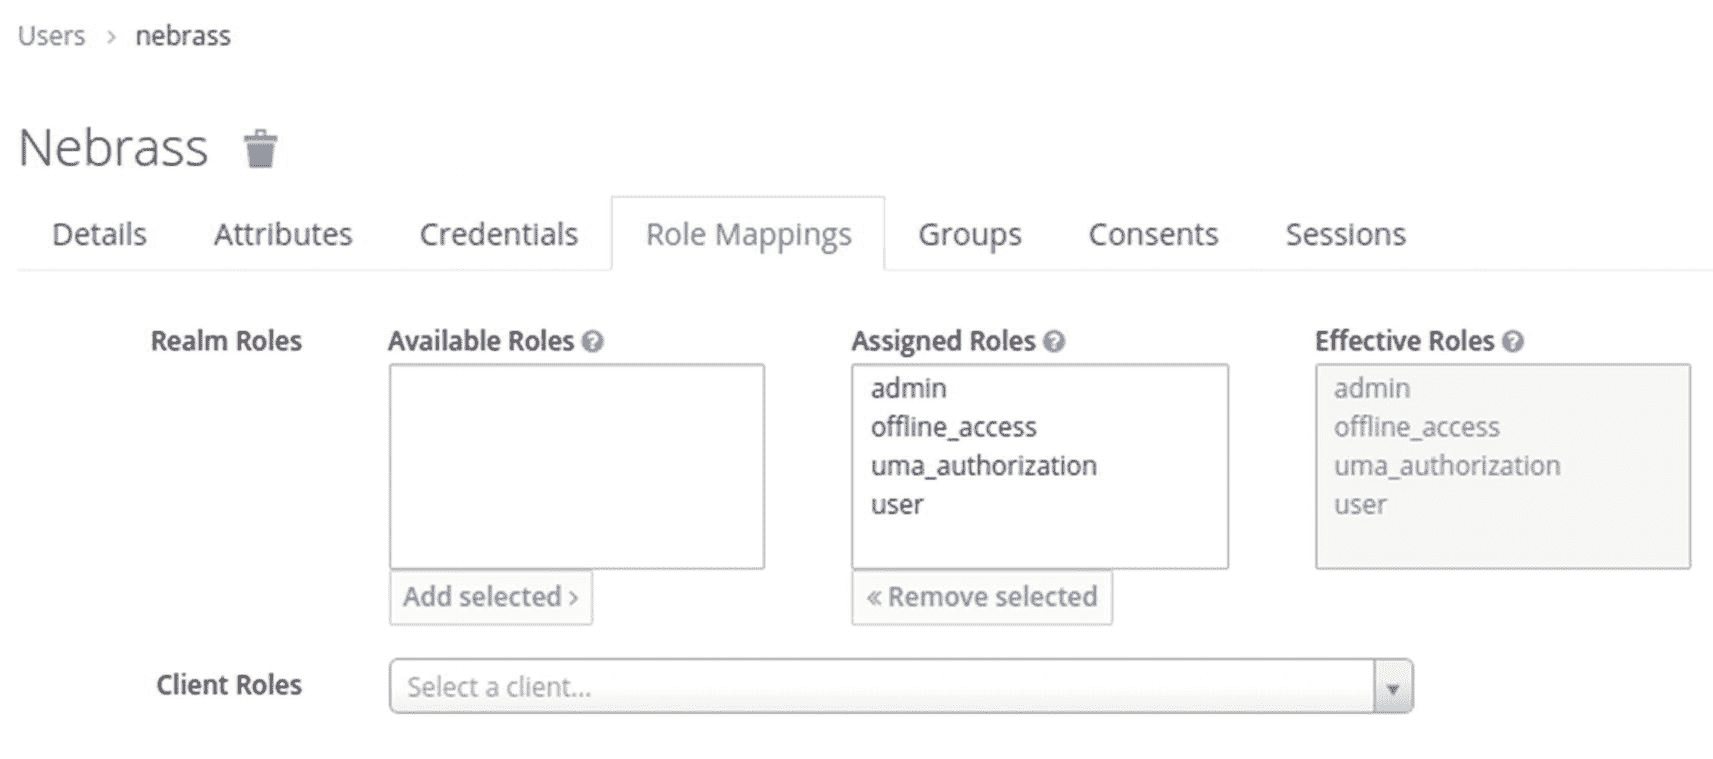 Users > nebrass
Nebrass
Details Attributes Credentials Role Mappings Groups Consents Sessions
Realm Roles Available Roles ? Assigned Roles ? Effective Roles ?
admin admin
offline_access offline_access
uma_authorization uma_authorization
user user
Add selected > « Remove selected
Client Roles Select a client...